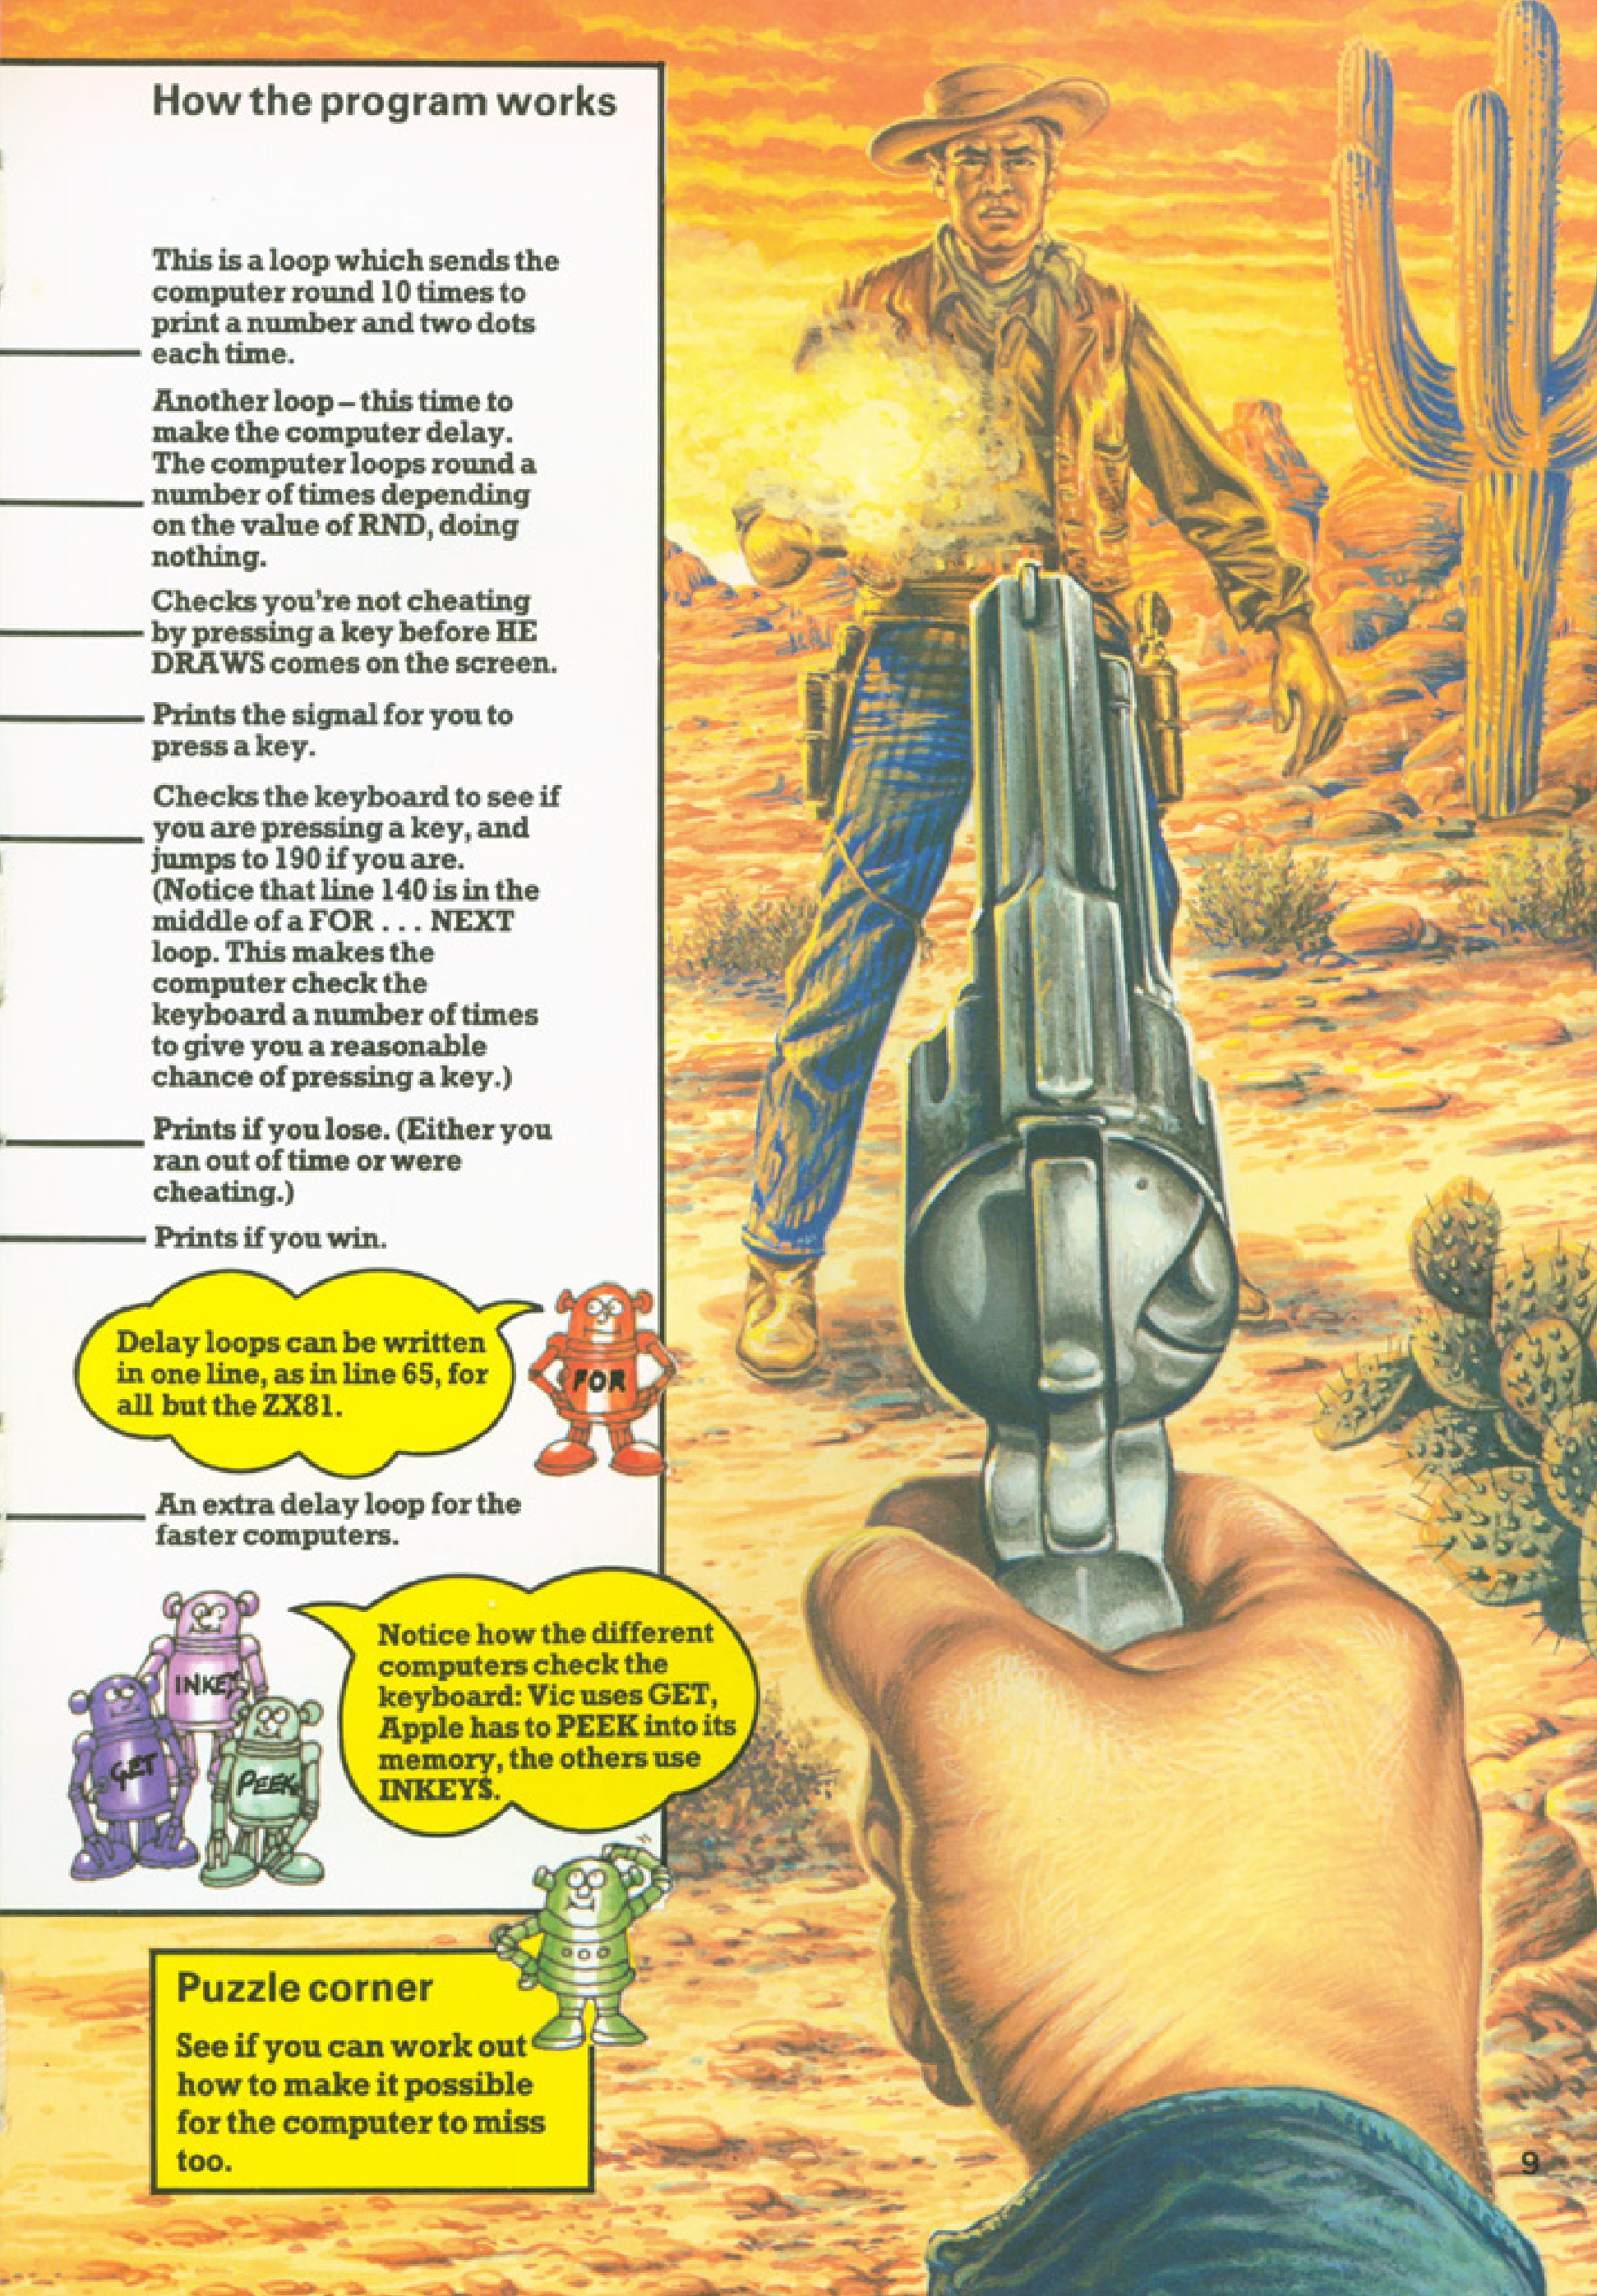 How the program works
This is a loop which sends the
computer round 10 times to
print a number and two dots
each time.
Another loop – this time to
make the computer delay.
The computer loops round a
number of times depending
on the value of RND, doing
nothing.
Checks you're not cheating
by pressing a key before HE
DRAWS comes on the screen.
Prints the signal for you to
press a key.
Checks the keyboard to see if
you are pressing a key, and
jumps to 190 if you are.
(Notice that line 140 is in the
middle of a FOR . . . NEXT
loop. This makes the
computer check the
keyboard a number of times
to give you a reasonable
chance of pressing a key.)
Prints if you lose. (Either you
ran out of time or were
cheating.)
Prints if you win.
Delay loops can be written
in one line, as in line 65, for
all but the ZX81.
FOR
An extra delay loop for the
faster computers.
INKEY$
GET
PEEK
Notice how the different
computers check the
keyboard: Vic uses GET,
Apple has to PEEK into its
memory, the others use
INKEY$.
Puzzle corner
See if you can work out
how to make it possible
for the computer to miss
too.
9